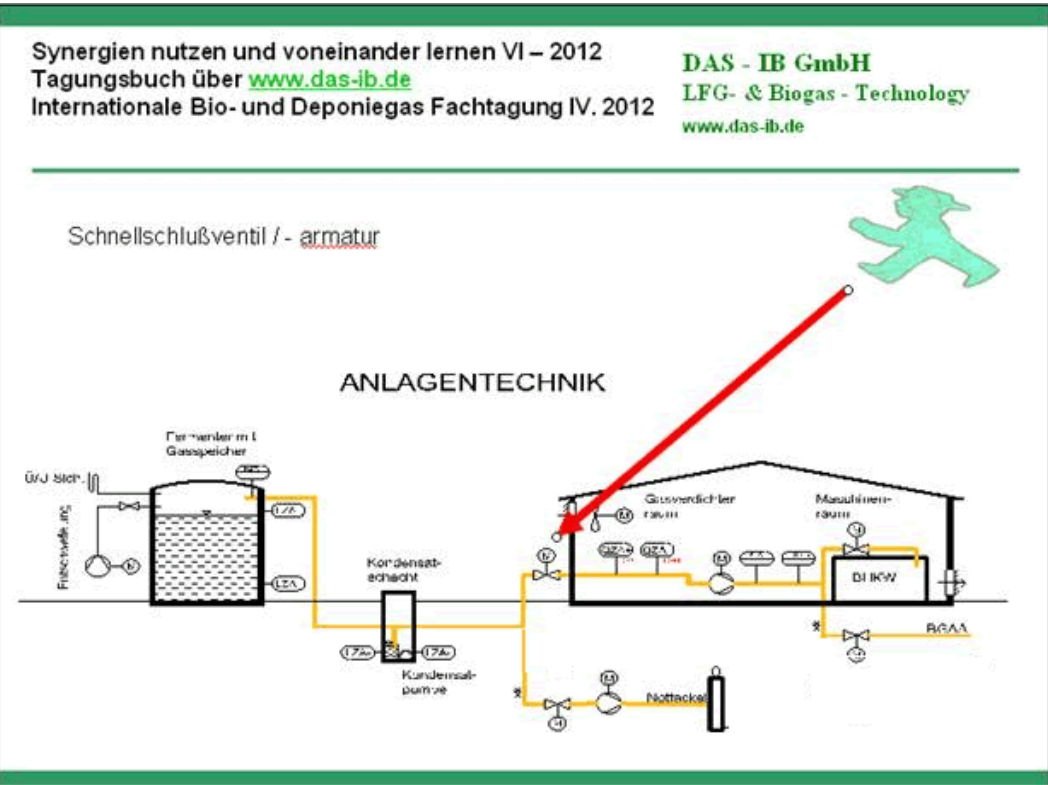 Synergien nutzen und voneinander lernen VI – 2012
Tagungsbuch über www.das-ib.de
Internationale Bio- und Deponiegas Fachtagung IV. 2012
DAS - IB GmbH
LFG- & Biogas - Technology
www.das-ib.de
Schnellschlußventil / - armatur
ANLAGENTECHNIK
Gasspeicher
LZA
LZA
Kondensat-
schacht
Kondensat-
pumpe
M
M
Gasverdichter
raum
Maschinen-
raum
M
BHKW
BGAA
M
Notfackel